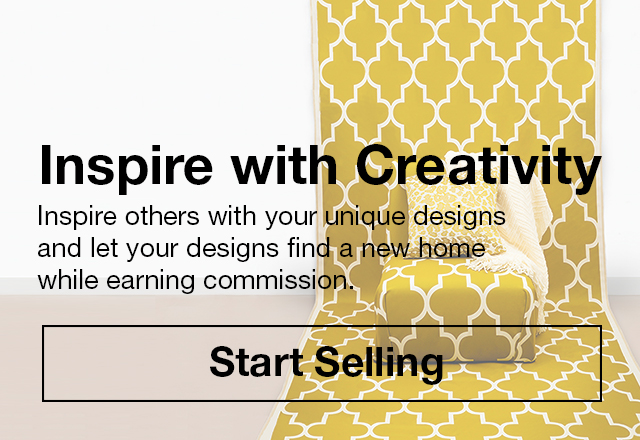 Inspire with Creativity
Inspire others with your unique designs
and let your designs find a new home
while earning commission.
Start Selling